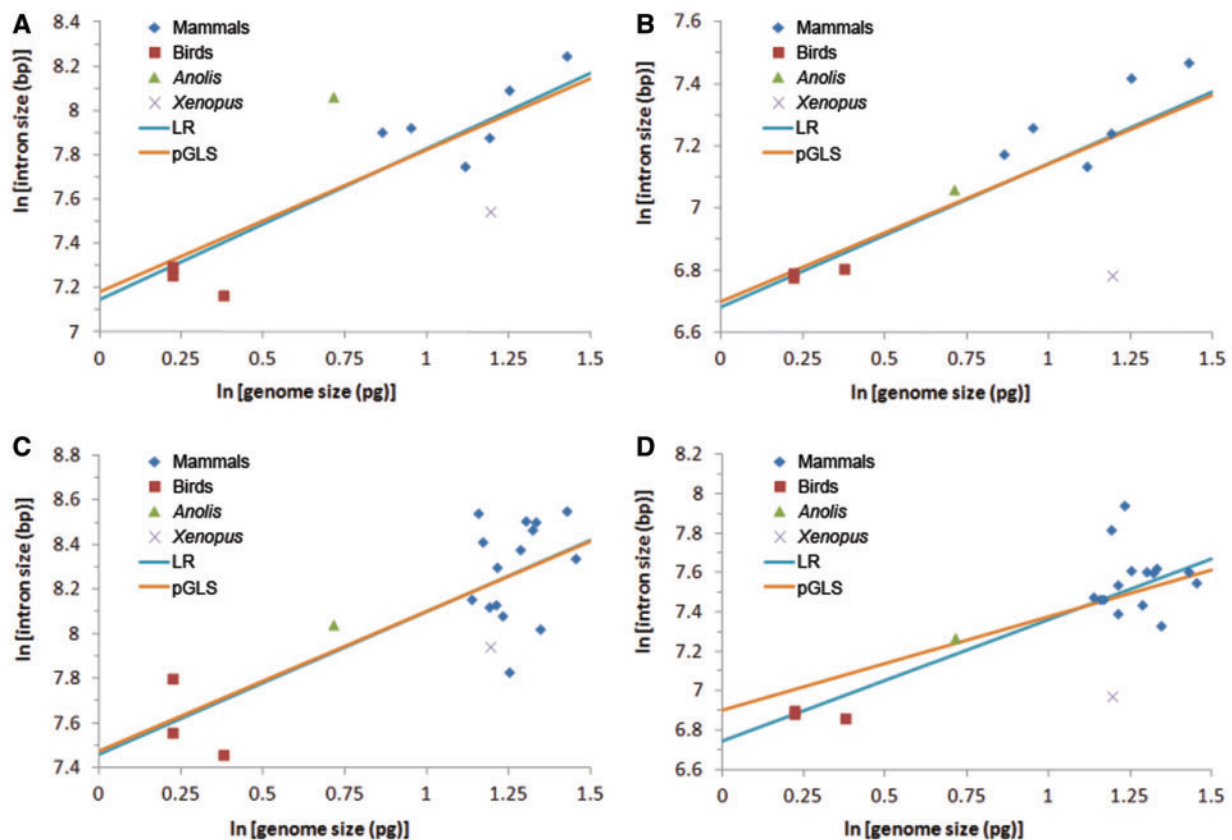 A
ln [intron size (bp)]
8.4
8.2
8
7.8
7.6
7.4
7.2
7
Mammals
Birds
Anolis
Xenopus
LR
pGLS
0 0.25 0.5 0.75 1 1.25 1.5
ln [genome size (pg)]
B
ln [intron size (bp)]
7.6
7.4
7.2
7
6.8
6.6
Mammals
Birds
Anolis
Xenopus
LR
pGLS
0 0.25 0.5 0.75 1 1.25 1.5
ln [genome size (pg)]
C
ln [intron size (bp)]
8.8
8.6
8.4
8.2
8
7.8
7.6
7.4
Mammals
Birds
Anolis
Xenopus
LR
pGLS
0 0.25 0.5 0.75 1 1.25 1.5
ln [genome size (pg)]
D
ln [intron size (bp)]
8.2
8
7.8
7.6
7.4
7.2
7
6.8
6.6
Mammals
Birds
Anolis
Xenopus
LR
pGLS
0 0.25 0.5 0.75 1 1.25 1.5
ln [genome size (pg)]